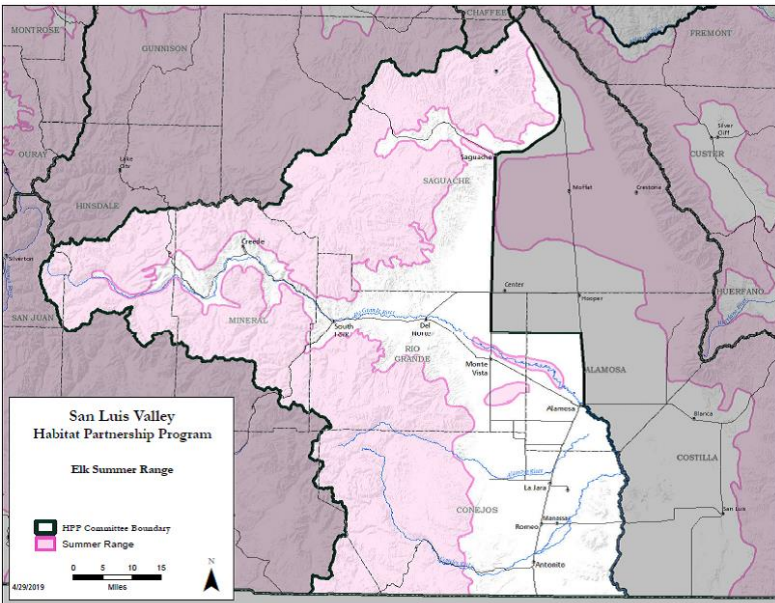 CHAFFEE
MONTROSE
GUNNISON
FREMONT
Silver
Cliff
CUSTER
OURAY
Lake
City
Saguache
SAGUACHE
Moffat
Crestone
HINSDALE
Creede
Silverton
HUERFANO
Center
Hooper
SAN JUAN
MINERAL
Rio Grande River
South
Fork
Del
Norte
RIO
GRANDE
Monte
Vista
ALAMOSA
Alamosa
Blanca
COSTILLA
La Jara
CONEJOS
Manassa
Romeo
San Luis
Antonito
San Luis Valley
Habitat Partnership Program
Elk Summer Range
HPP Committee Boundary
Summer Range
0 5 10 15
Miles
N
4/29/2019